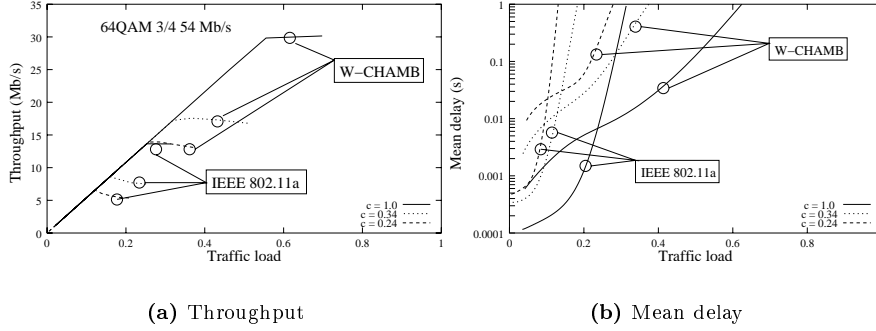 64QAM 3/4 54 Mb/s
Throughput (Mb/s)
35
30
25
20
15
10
5
0
W-CHAMB
IEEE 802.11a
c = 1.0
c = 0.34
c = 0.24
0
0.2
0.4
0.6
0.8
1
Traffic load
(a) Throughput
Mean delay (s)
1
0.1
0.01
0.001
0.0001
W-CHAMB
IEEE 802.11a
c = 1.0
c = 0.34
c = 0.24
0
0.2
0.4
0.6
0.8
Traffic load
(b) Mean delay